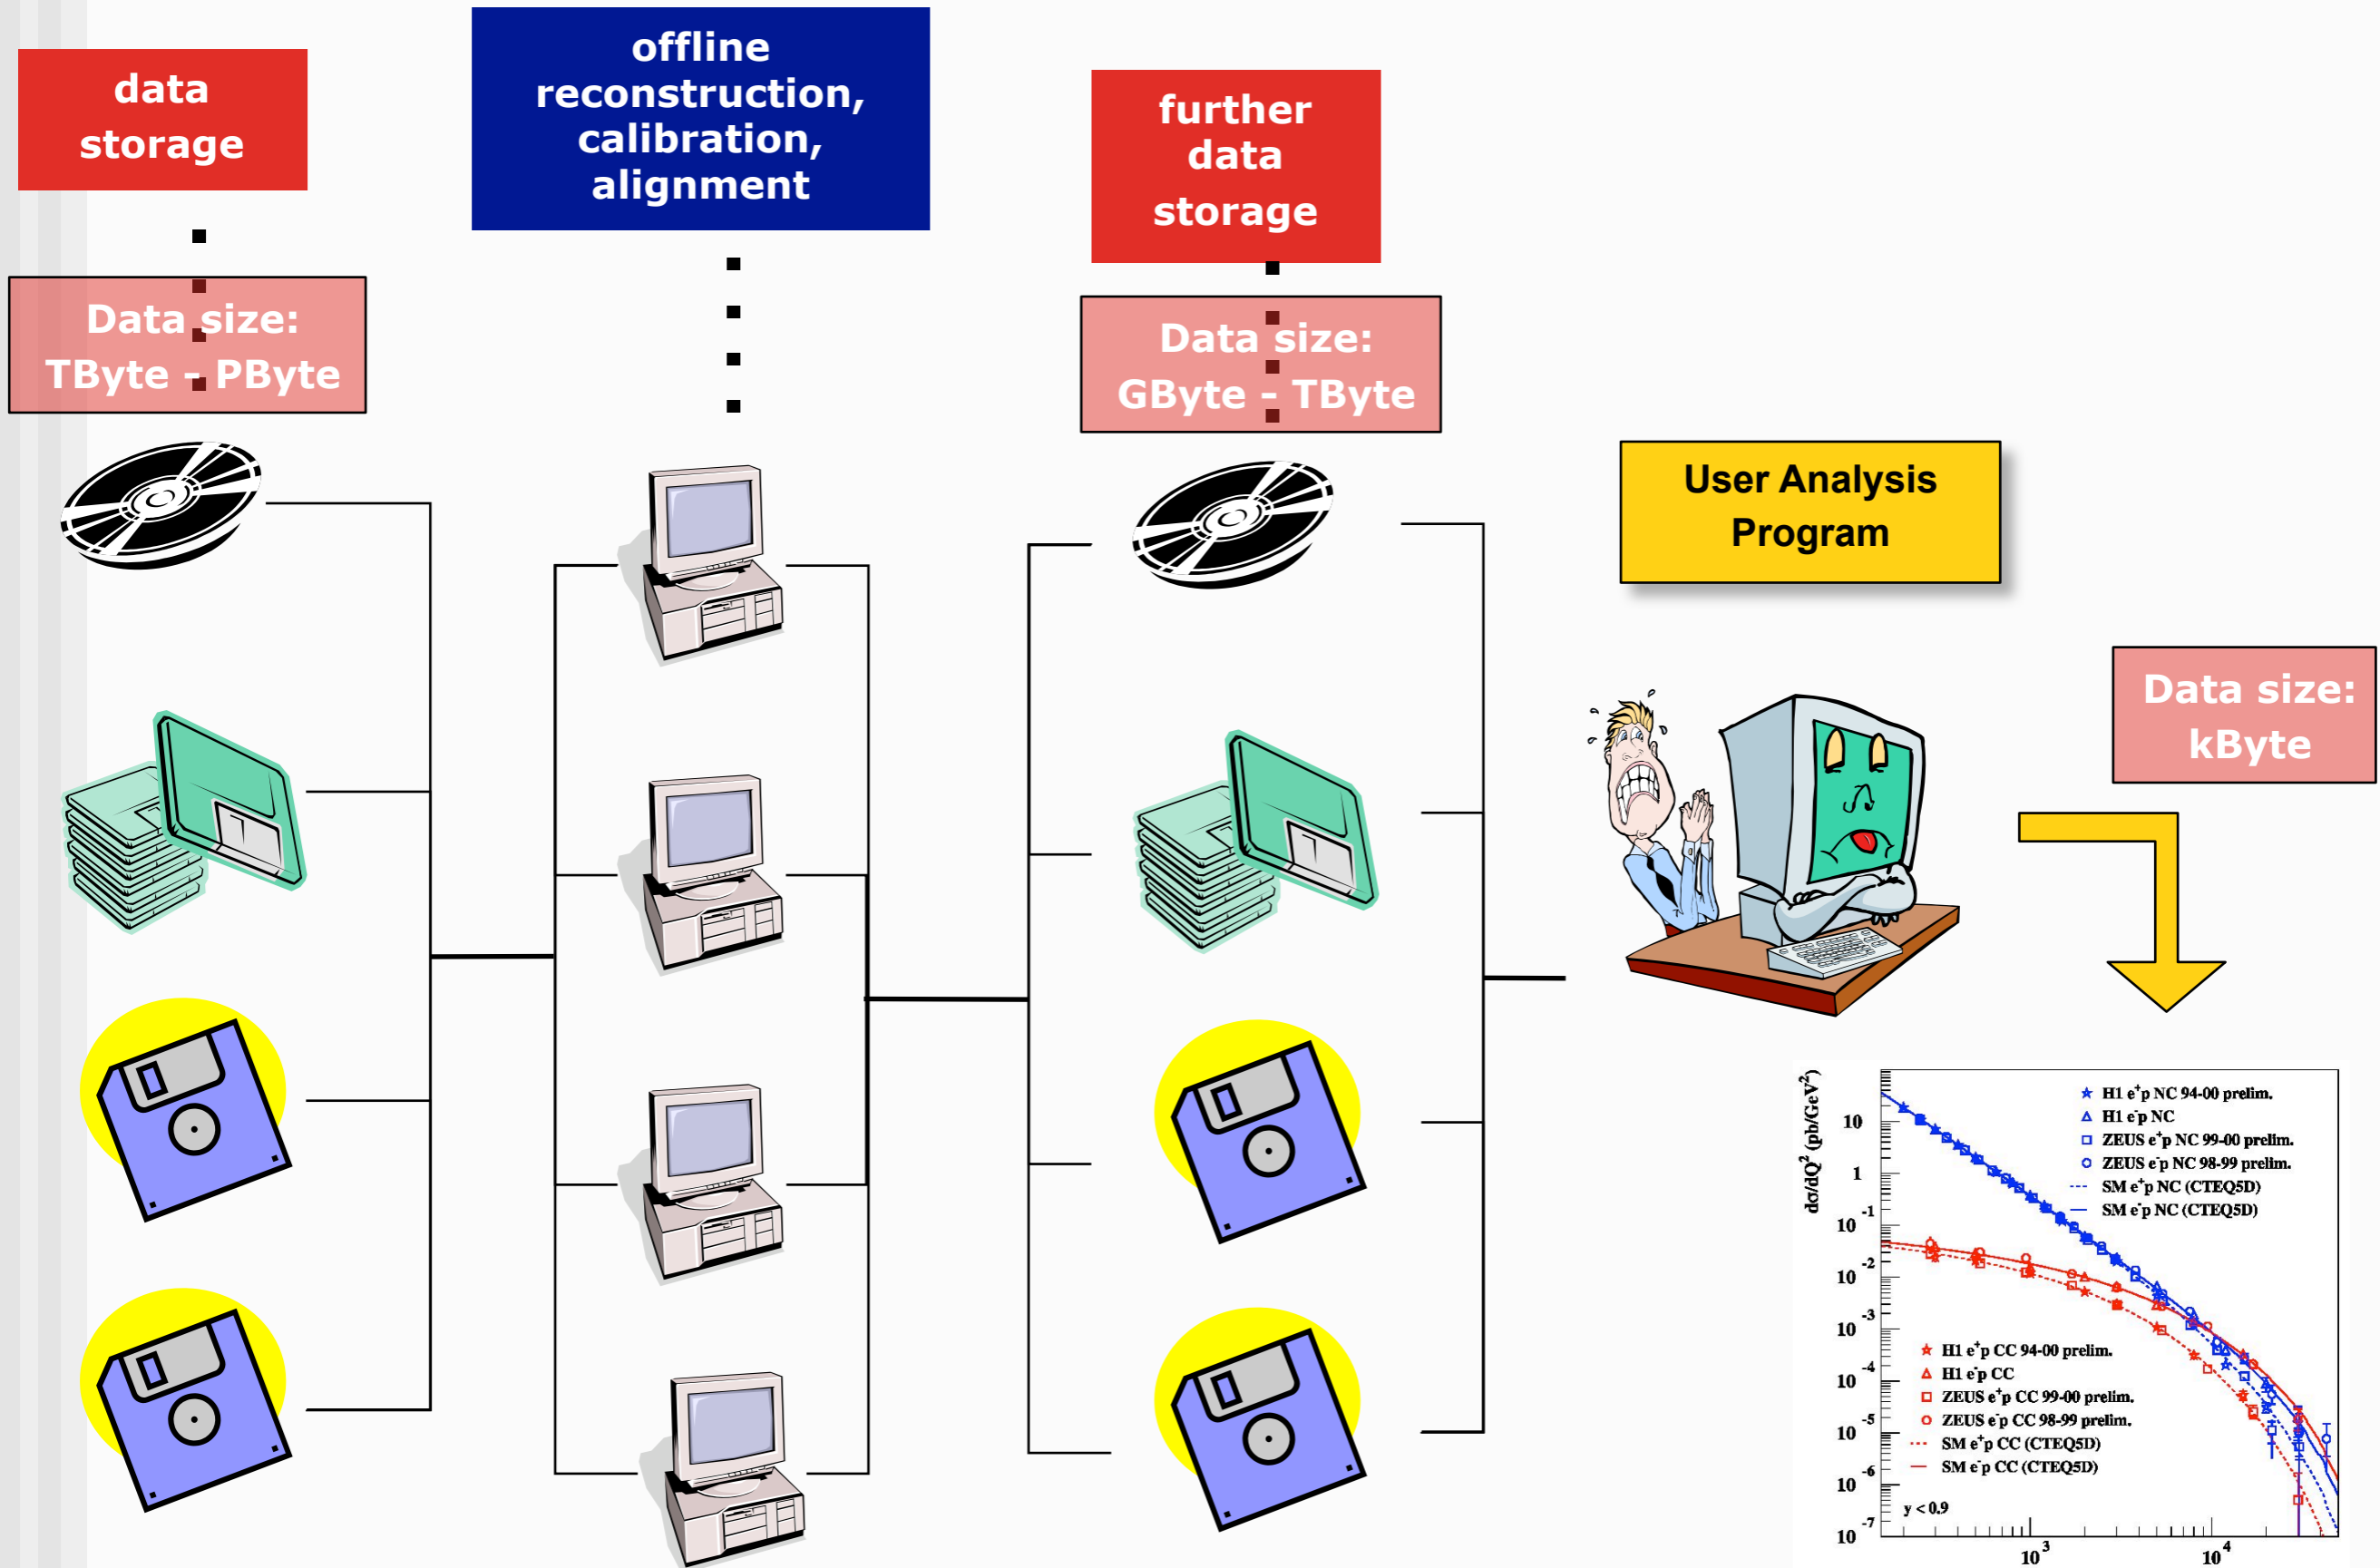 data
storage
Data size:
TByte - PByte
offline
reconstruction,
calibration,
alignment
further
data
storage
Data size:
GByte - TByte
User Analysis
Program
Data size:
kByte
dσ/dQ² (pb/GeV²)
10
1
10⁻¹
10⁻²
10⁻³
10⁻⁴
10⁻⁵
10⁻⁶
10⁻⁷
H1 e⁺p NC 94-00 prelim.
H1 e⁻p NC
ZEUS e⁺p NC 99-00 prelim.
ZEUS e⁻p NC 98-99 prelim.
SM e⁺p NC (CTEQ5D)
SM e⁻p NC (CTEQ5D)
H1 e⁺p CC 94-00 prelim.
H1 e⁻p CC
ZEUS e⁺p CC 99-00 prelim.
ZEUS e⁻p CC 98-99 prelim.
SM e⁺p CC (CTEQ5D)
SM e⁻p CC (CTEQ5D)
y < 0.9
10³ 10⁴